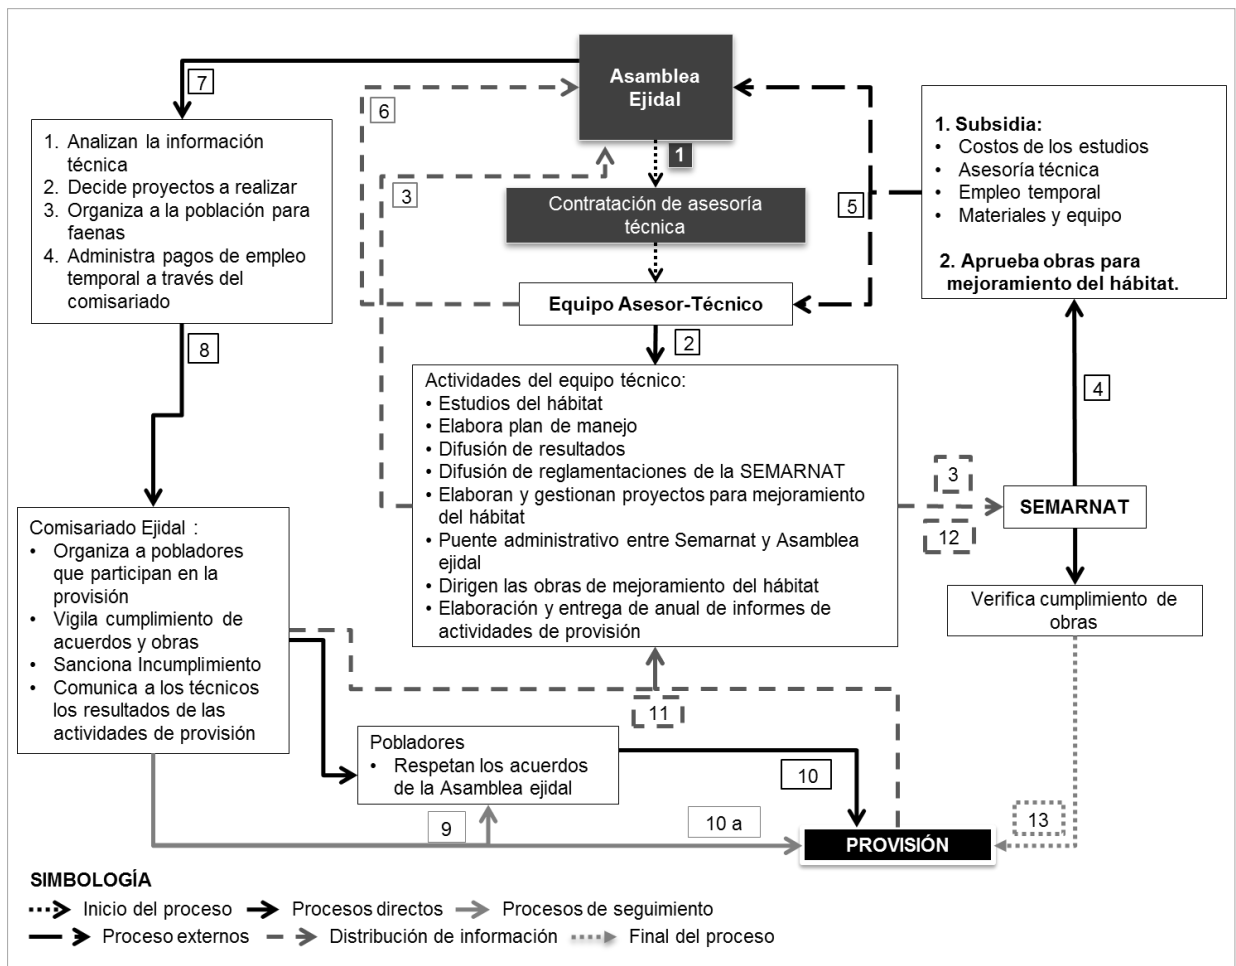 Asamblea
Ejidal
7
6
1
1. Analizan la información
técnica
2. Decide proyectos a realizar
3. Organiza a la población para
faenas
4. Administra pagos de empleo
temporal a través del
comisariado
3
Contratación de asesoría
técnica
5
1. Subsidia:
• Costos de los estudios
• Asesoría técnica
• Empleo temporal
• Materiales y equipo
2. Aprueba obras para
mejoramiento del hábitat.
Equipo Asesor-Técnico
8
2
4
Actividades del equipo técnico:
• Estudios del hábitat
• Elabora plan de manejo
• Difusión de resultados
• Difusión de reglamentaciones de la SEMARNAT
• Elaboran y gestionan proyectos para mejoramiento
del hábitat
• Puente administrativo entre Semarnat y Asamblea
ejidal
• Dirigen las obras de mejoramiento del hábitat
• Elaboración y entrega de anual de informes de
actividades de provisión
3
12
SEMARNAT
Verifica cumplimiento de
obras
Comisariado Ejidal :
• Organiza a pobladores
que participan en la
provisión
• Vigila cumplimiento de
acuerdos y obras
• Sanciona Incumplimiento
• Comunica a los técnicos
los resultados de las
actividades de provisión
11
Pobladores
• Respetan los acuerdos
de la Asamblea ejidal
10
9
10 a
13
PROVISIÓN
SIMBOLOGÍA
Inicio del proceso
Procesos directos
Procesos de seguimiento
Proceso externos
Distribución de información
Final del proceso